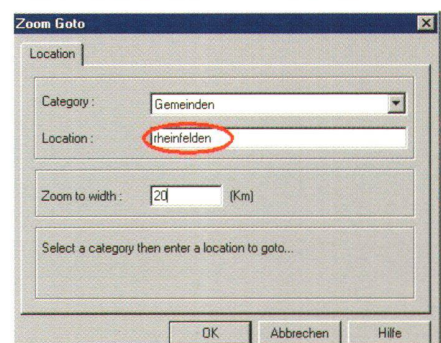 Zoom Goto
Location
Category :
Gemeinden
Location :
rheinfelden
Zoom to width :
20
(Km)
Select a category then enter a location to goto...
OK
Abbrechen
Hilfe